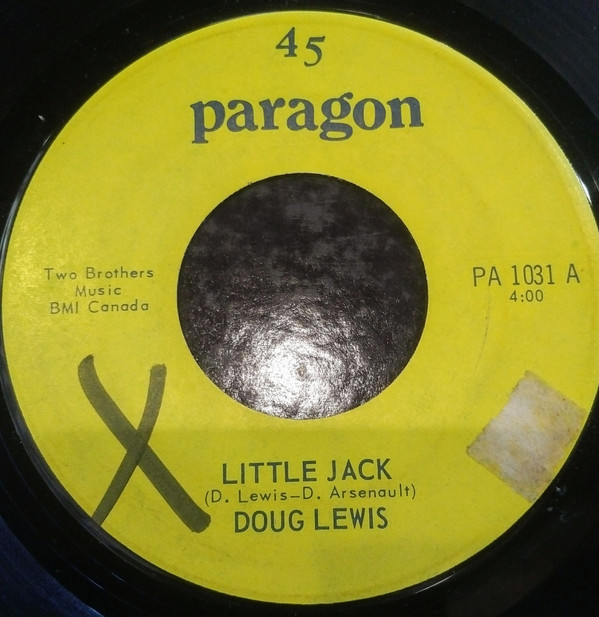 45
paragon
Two Brothers
Music
BMI Canada
PA 1031 A
4:00
X
LITTLE JACK
(D. Lewis-D. Arsenault)
DOUG LEWIS